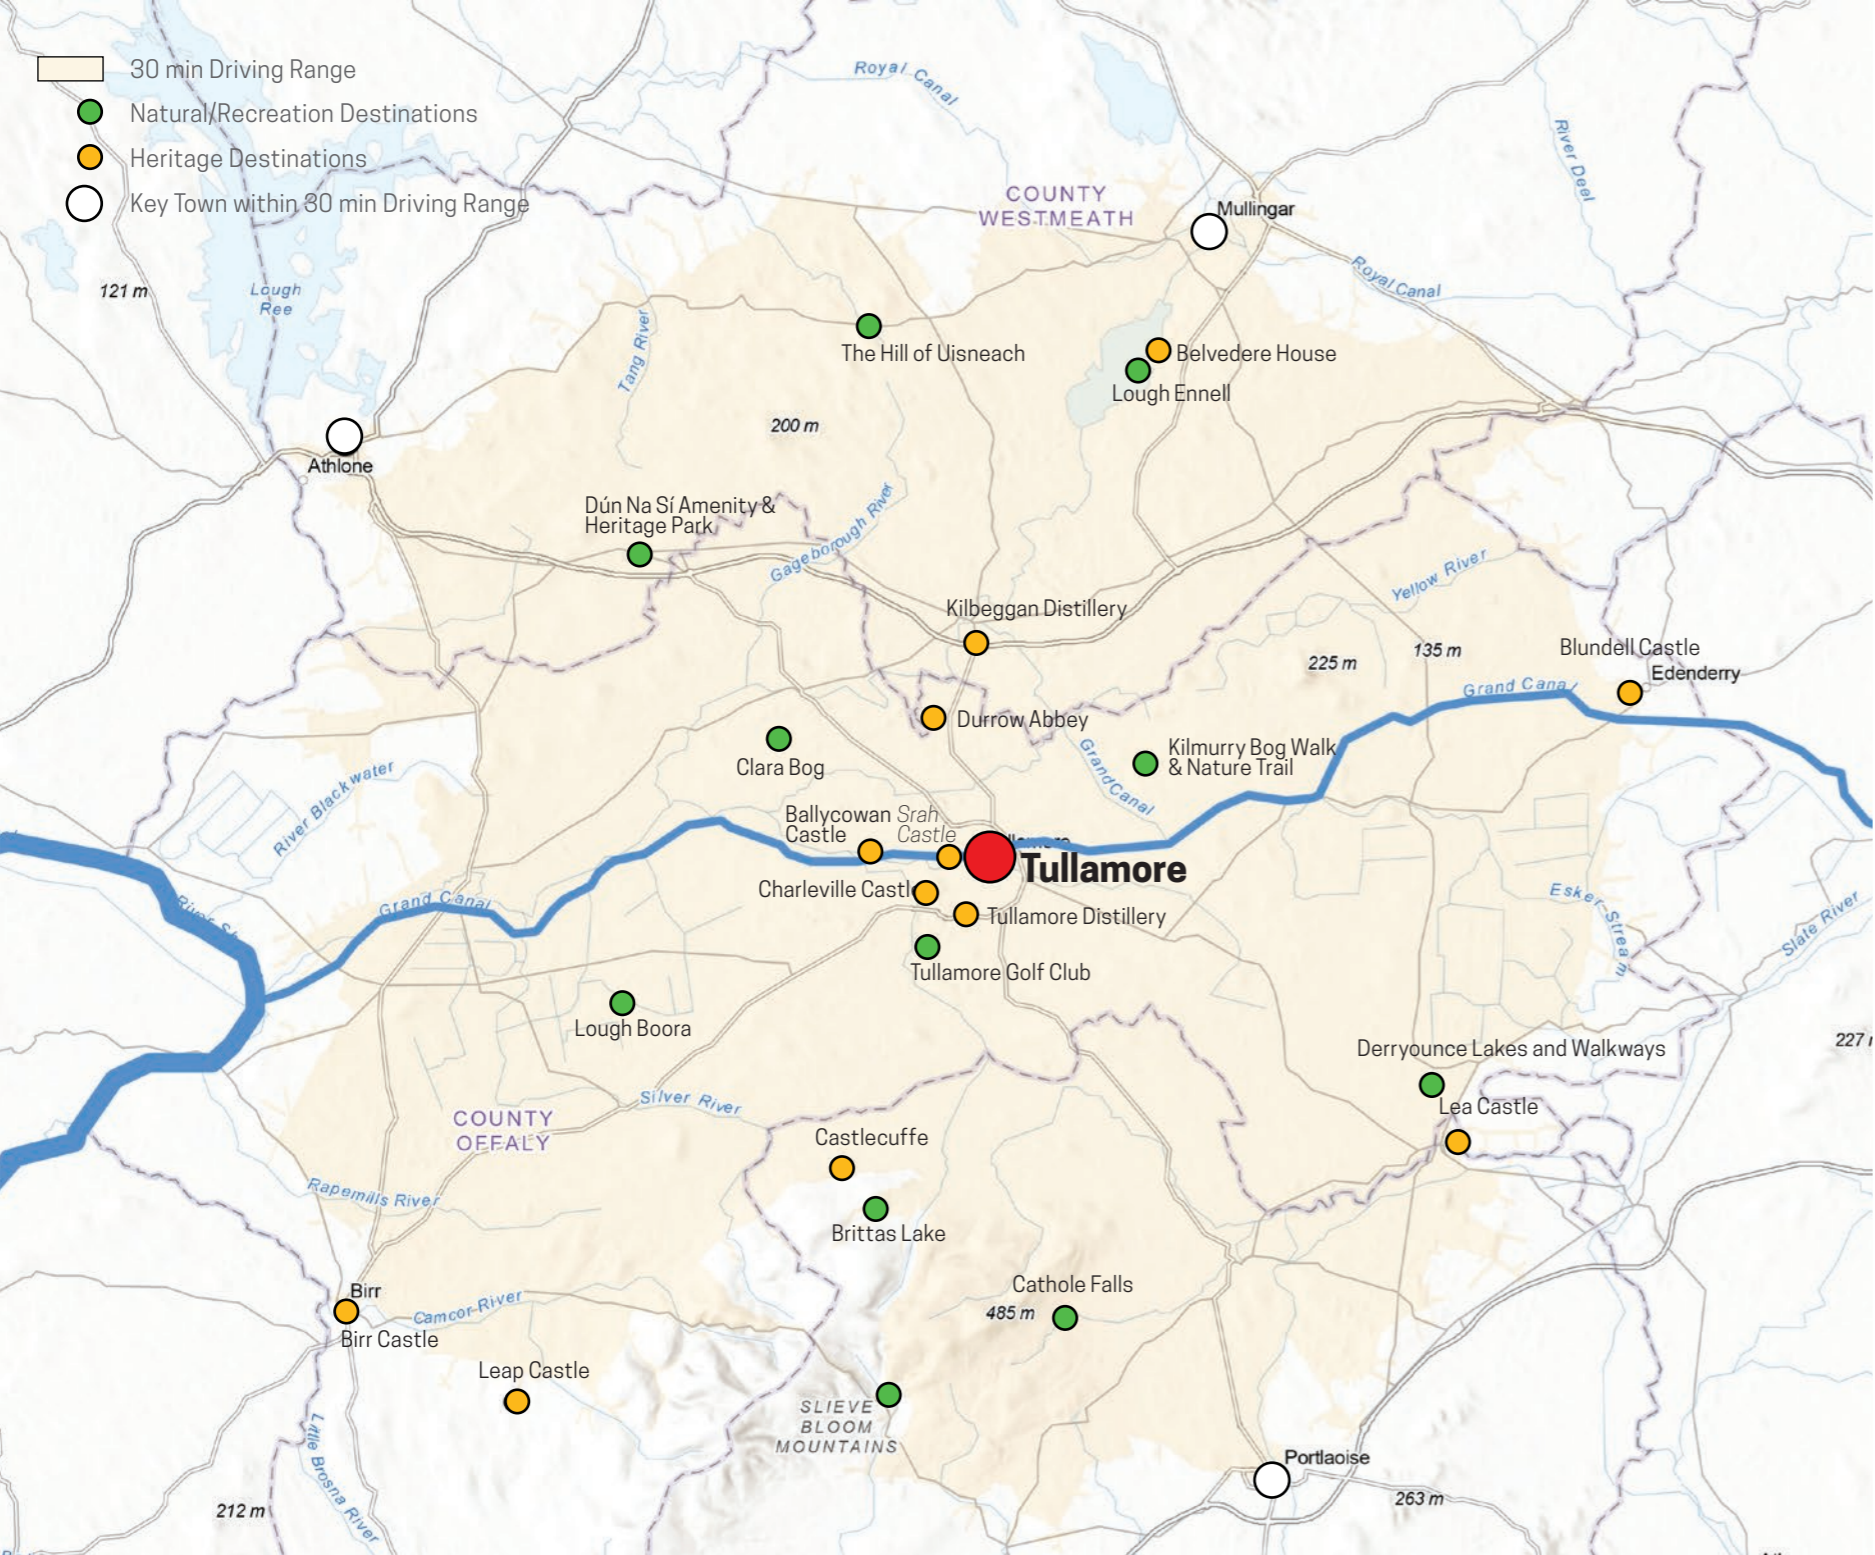 30 min Driving Range
Natural/Recreation Destinations
Heritage Destinations
Key Town within 30 min Driving Range
Royal Canal
River Deel
COUNTY
WESTMEATH
Mullingar
Royal Canal
121 m
Lough
Ree
Tang River
The Hill of Uisneach
Belvedere House
Lough Ennell
200 m
Athlone
Dún Na Sí Amenity &
Heritage Park
Gageborough River
Yellow River
Kilbeggan Distillery
225 m
135 m
Blundell Castle
Edenderry
Grand Canal
Durrow Abbey
Grand Canal
Kilmurry Bog Walk
& Nature Trail
Clara Bog
River Blackwater
Ballycowan
Castle
Srah
Castle
Tullamore
Charleville Castle
Tullamore Distillery
Grand Canal
River
Esker Stream
Slate River
Tullamore Golf Club
Lough Boora
227
Derryounce Lakes and Walkways
Lea Castle
Silver River
COUNTY
OFFALY
Castlecuffe
Rapemills River
Brittas Lake
Cathole Falls
485 m
Birr
Camcor River
Birr Castle
Leap Castle
SLIEVE
BLOOM
MOUNTAINS
Little Brosna River
Portlaoise
212 m
263 m